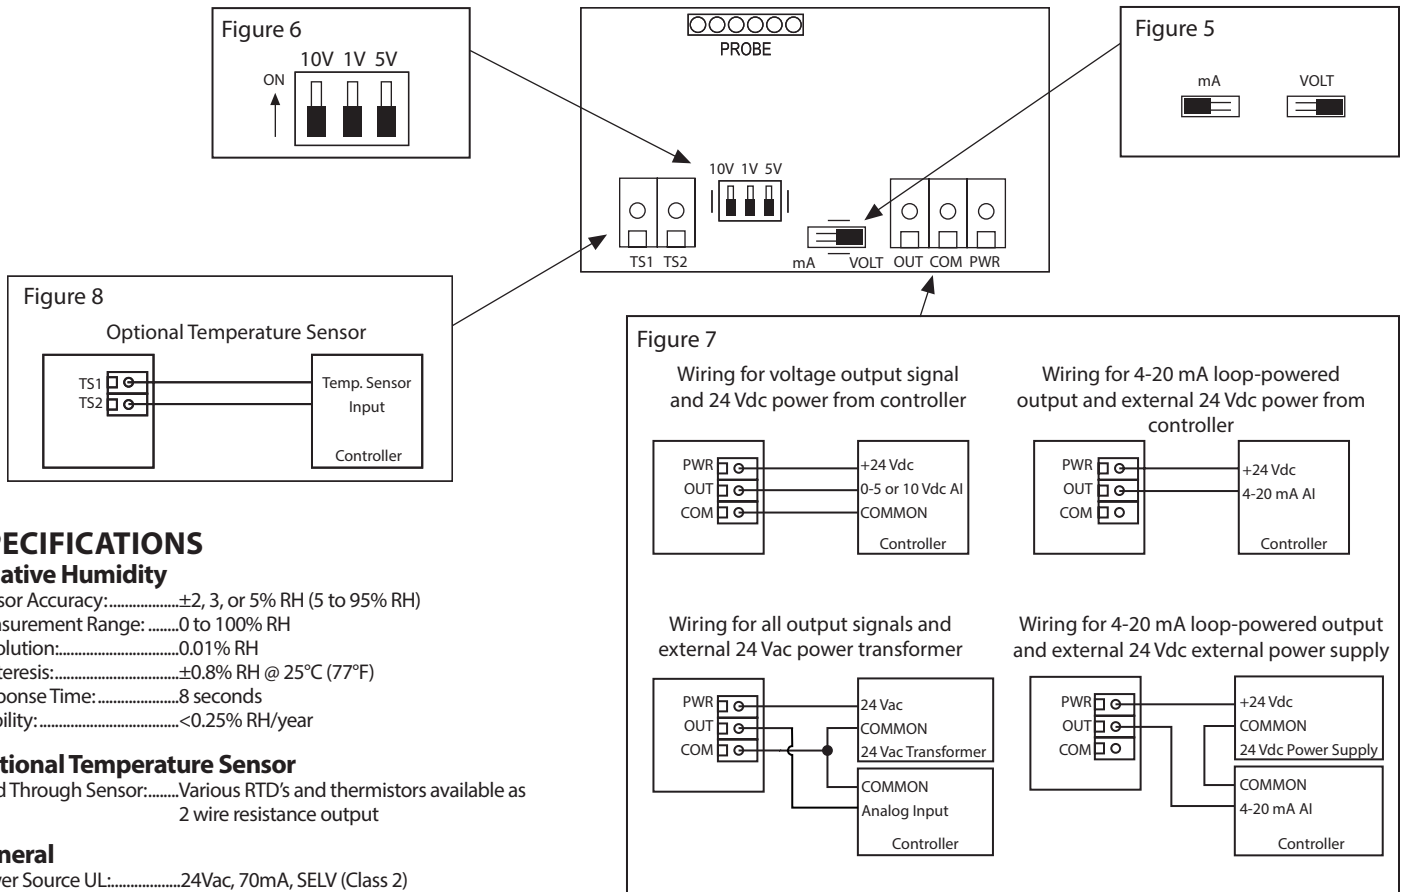 Figure 6
10V 1V 5V
ON
PROBE
10V 1V 5V
TS1 TS2
mA VOLT OUT COM PWR
Figure 5
mA VOLT
Figure 8
Optional Temperature Sensor
TS1
TS2
Temp. Sensor
Input
Controller
Figure 7
Wiring for voltage output signal
and 24 Vdc power from controller
PWR
OUT
COM
+24 Vdc
0-5 or 10 Vdc AI
COMMON
Controller
Wiring for 4-20 mA loop-powered
output and external 24 Vdc power from
controller
PWR
OUT
COM
+24 Vdc
4-20 mA AI
Controller
Wiring for all output signals and
external 24 Vac power transformer
PWR
OUT
COM
24 Vac
COMMON
24 Vac Transformer
COMMON
Analog Input
Controller
Wiring for 4-20 mA loop-powered output
and external 24 Vdc external power supply
PWR
OUT
COM
+24 Vdc
COMMON
24 Vdc Power Supply
COMMON
4-20 mA AI
Controller
ECIFICATIONS
ative Humidity
sor Accuracy:..................±2, 3, or 5% RH (5 to 95% RH)
surement Range: ........0 to 100% RH
olution:...............................0.01% RH
teresis:................................±0.8% RH @ 25°C (77°F)
ponse Time: .....................8 seconds
bility: ....................................<0.25% RH/year
tional Temperature Sensor
d Through Sensor:........Various RTD's and thermistors available as
2 wire resistance output
neral
er Source UL:..................24Vac, 70mA, SELV (Class 2)